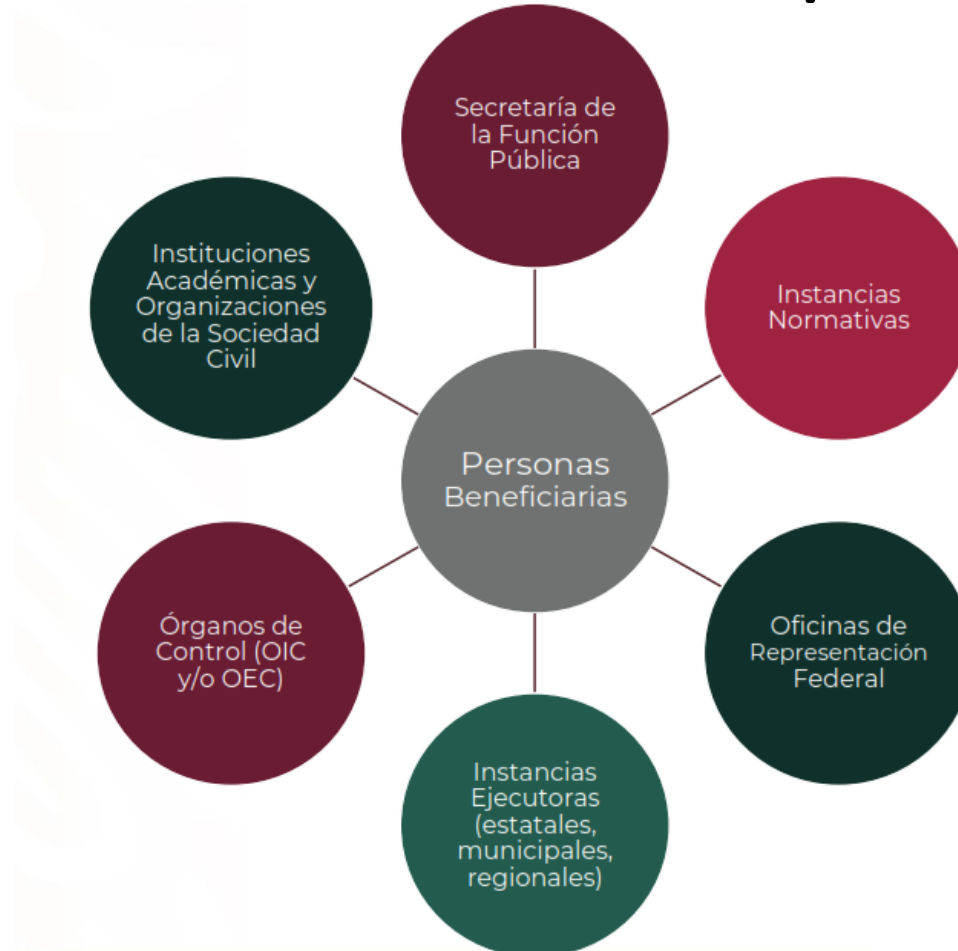 Secretaría de
la Función
Pública
Instancias
Normativas
Oficinas de
Representación
Federal
Instancias
Ejecutoras
(estatales,
municipales,
regionales)
Órganos de
Control (OIC
y/o OEC)
Instituciones
Académicas y
Organizaciones
de la Sociedad
Civil
Personas
Beneficiarias